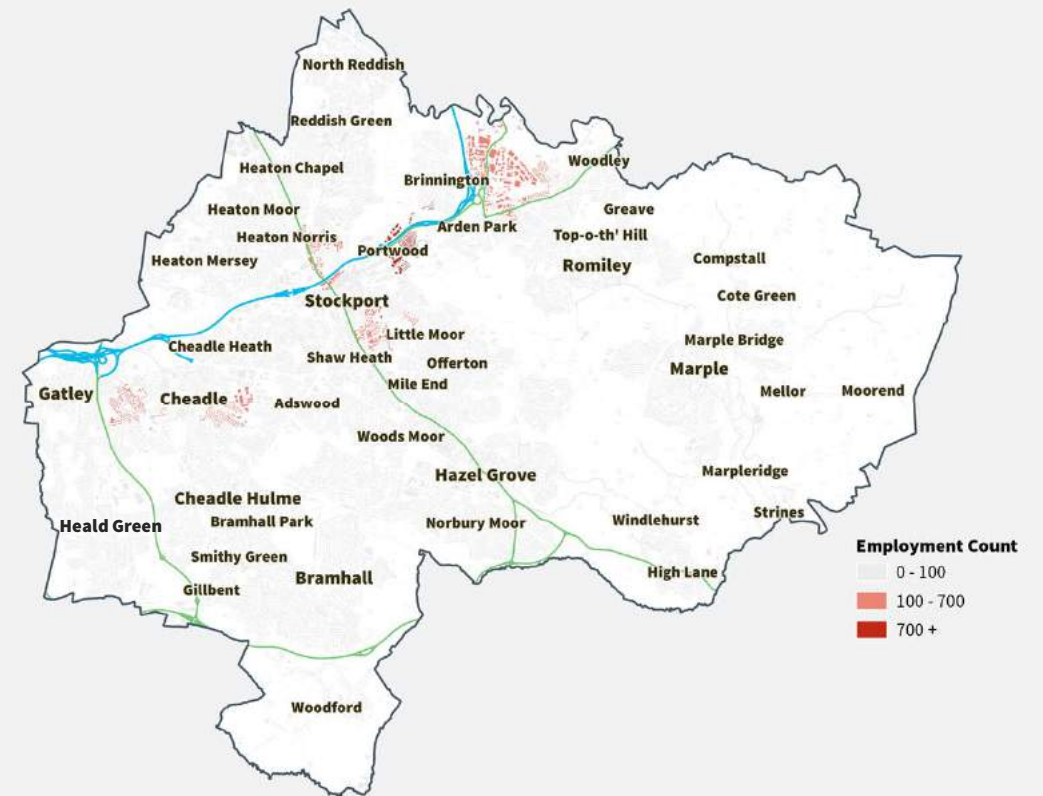 North Reddish
Reddish Green
Heaton Chapel
Woodley
Brinnington
Heaton Moor
Greave
Arden Park
Heaton Norris
Top-o-th' Hill
Portwood
Heaton Mersey
Romiley
Compstall
Cote Green
Stockport
Little Moor
Marple Bridge
Cheadle Heath
Shaw Heath
Offerton
Marple
Mile End
Gatley
Cheadle
Adswood
Mellor
Moorend
Woods Moor
Hazel Grove
Marpleridge
Cheadle Hulme
Heald Green
Bramhall Park
Norbury Moor
Windlehurst
Strines
Smithy Green
Bramhall
High Lane
Gillbent
Woodford
Employment Count
0 - 100
100 - 700
700 +